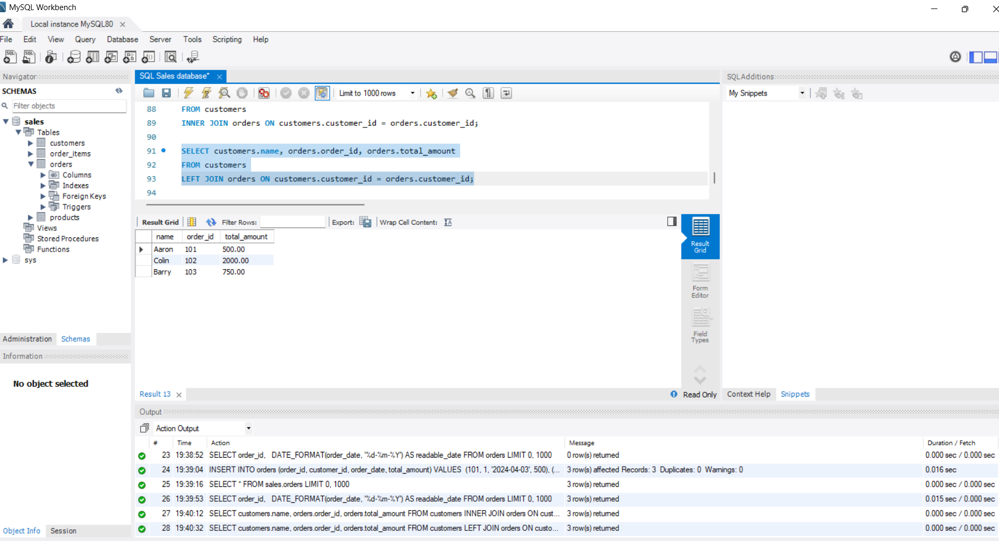 MySQL Workbench
Local instance MySQL80
File Edit View Query Database Server Tools Scripting Help
Navigator
SCHEMAS
Filter objects
sales
Tables
customers
order_items
orders
Columns
Indexes
Foreign Keys
Triggers
products
Views
Stored Procedures
Functions
sys
Administration Schemas
Information
No object selected
Object Info Session
SQL Sales database*
Limit to 1000 rows
88 FROM customers
89 INNER JOIN orders ON customers.customer_id = orders.customer_id;
90
91 SELECT customers.name, orders.order_id, orders.total_amount
92 FROM customers
93 LEFT JOIN orders ON customers.customer_id = orders.customer_id;
94
Result Grid Filter Rows: Export: Wrap Cell Content:
name order_id total_amount
Aaron 101 500.00
Colin 102 2000.00
Barry 103 750.00
Result
Grid
Form
Editor
Field
Types
Result 13
Read Only
SQLAdditions
My Snippets
Context Help Snippets
Output
Action Output
# Time Action Message Duration / Fetch
23 19:38:52 SELECT order_id, DATE_FORMAT(order_date, '%d-%m-%Y') AS readable_date FROM orders LIMIT 0, 1000 0 row(s) returned 0.000 sec / 0.000 sec
24 19:39:04 INSERT INTO orders (order_id, customer_id, order_date, total_amount) VALUES (101, 1, '2024-04-03', 500), (... 3 row(s) affected Records: 3 Duplicates: 0 Warnings: 0 0.016 sec
25 19:39:16 SELECT * FROM sales.orders LIMIT 0, 1000 3 row(s) returned 0.000 sec / 0.000 sec
26 19:39:53 SELECT order_id, DATE_FORMAT(order_date, '%d-%m-%Y') AS readable_date FROM orders LIMIT 0, 1000 3 row(s) returned 0.015 sec / 0.000 sec
27 19:40:12 SELECT customers.name, orders.order_id, orders.total_amount FROM customers INNER JOIN orders ON cust... 3 row(s) returned 0.000 sec / 0.000 sec
28 19:40:32 SELECT customers.name, orders.order_id, orders.total_amount FROM customers LEFT JOIN orders ON custo... 3 row(s) returned 0.000 sec / 0.000 sec